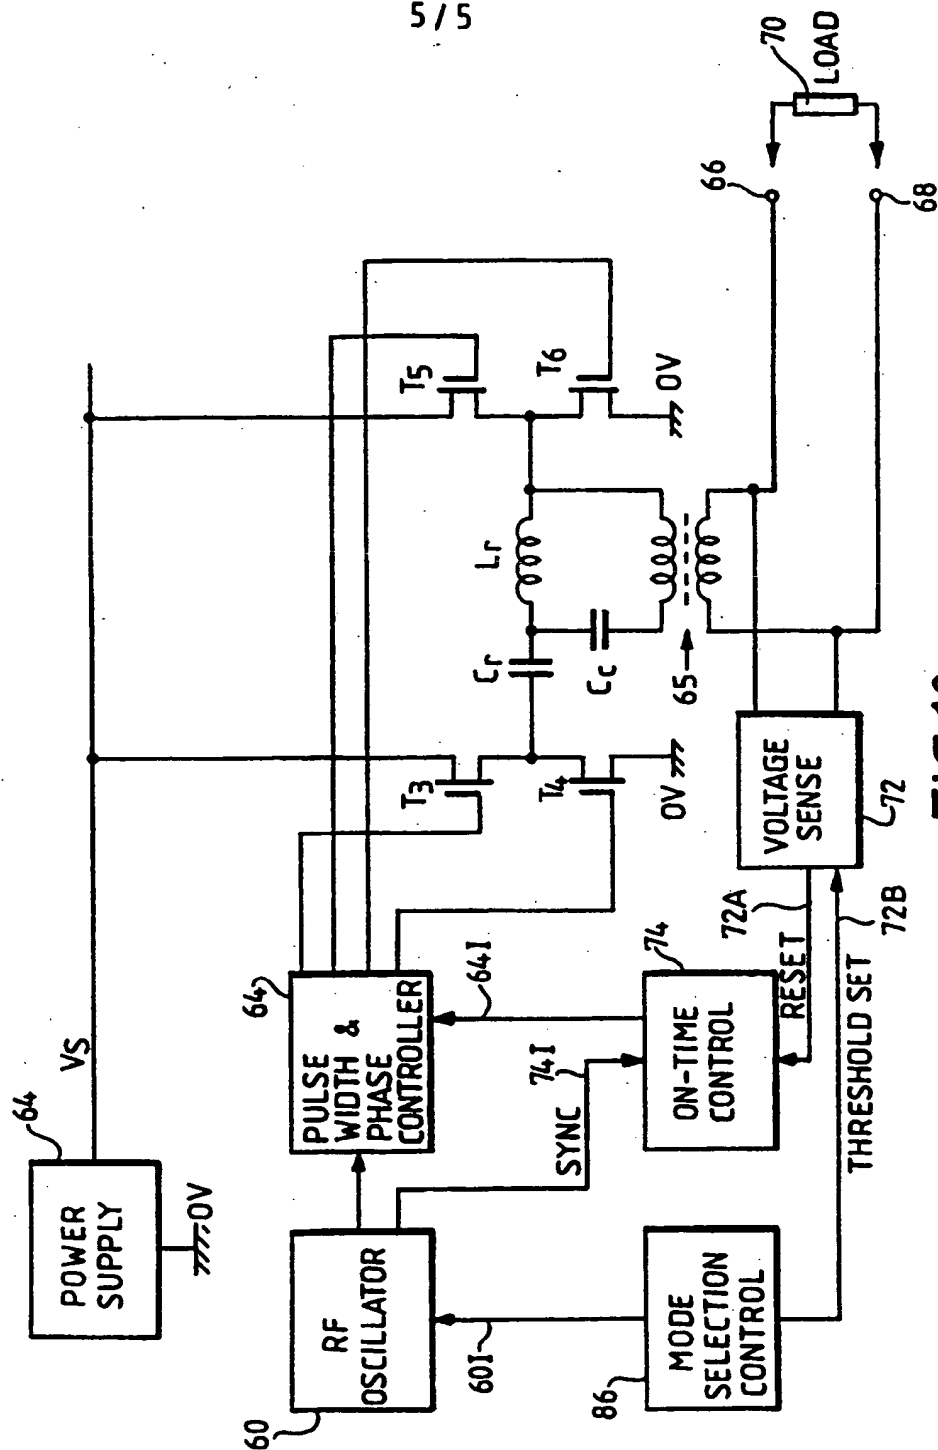 5/5
POWER
SUPPLY
64
VS
0V
RF
OSCILLATOR
60
60I
MODE
SELECTION
CONTROL
86
PULSE
WIDTH &
PHASE
CONTROLLER
64
64I
SYNC
74I
ON-TIME
CONTROL
74
RESET
72A
THRESHOLD SET
72B
VOLTAGE
SENSE
72
T3
T4
0V
T5
T6
0V
Cr
Lr
Cc
65
66
68
70
LOAD